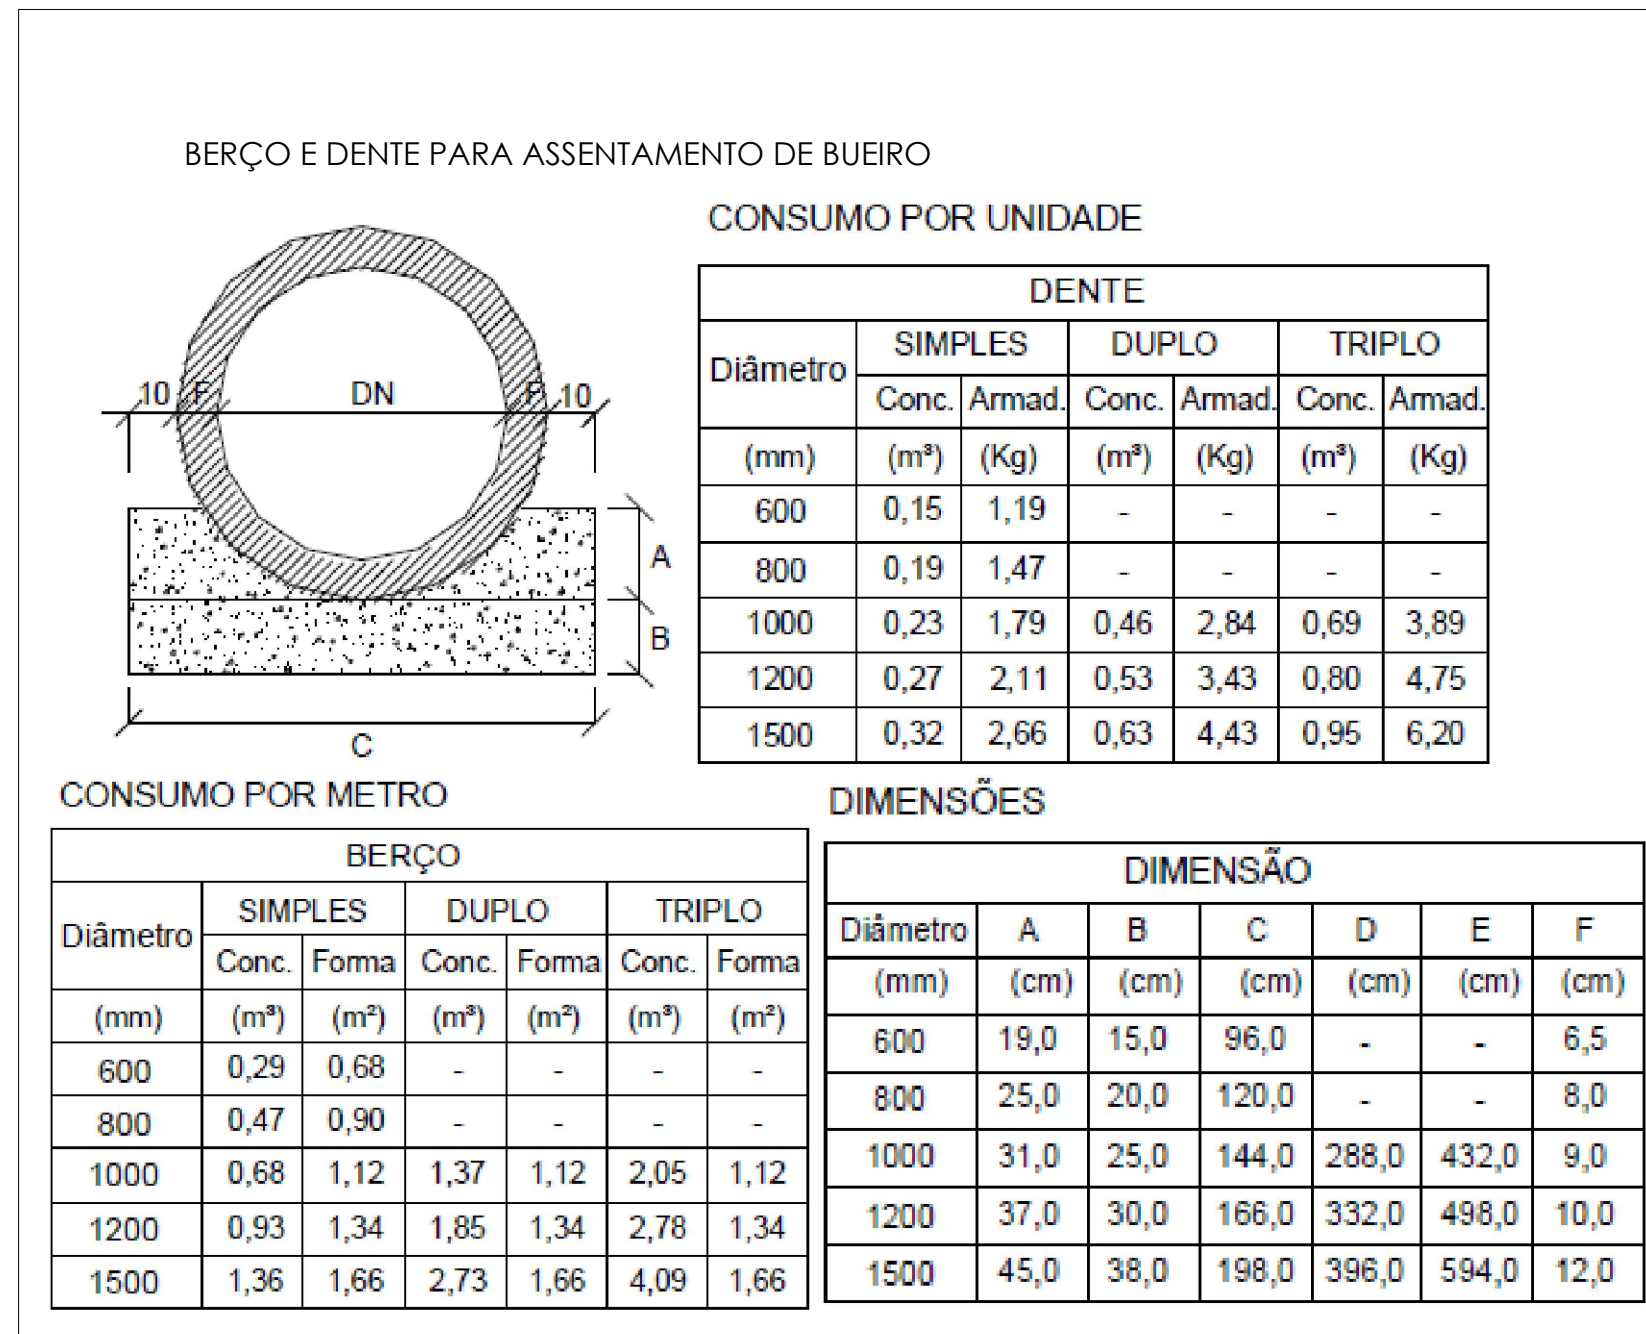 BERÇO E DENTE PARA ASSENTAMENTO DE BUEIRO
10 F DN F 10
A
B
C
CONSUMO POR UNIDADE
DENTE
Diâmetro SIMPLES DUPLO TRIPLO
Conc. Armad. Conc. Armad. Conc. Armad.
(mm) (m³) (Kg) (m³) (Kg) (m³) (Kg)
600 0,15 1,19 - - - -
800 0,19 1,47 - - - -
1000 0,23 1,79 0,46 2,84 0,69 3,89
1200 0,27 2,11 0,53 3,43 0,80 4,75
1500 0,32 2,66 0,63 4,43 0,95 6,20
CONSUMO POR METRO
BERÇO
Diâmetro SIMPLES DUPLO TRIPLO
Conc. Forma Conc. Forma Conc. Forma
(mm) (m³) (m²) (m³) (m²) (m³) (m²)
600 0,29 0,68 - - - -
800 0,47 0,90 - - - -
1000 0,68 1,12 1,37 1,12 2,05 1,12
1200 0,93 1,34 1,85 1,34 2,78 1,34
1500 1,36 1,66 2,73 1,66 4,09 1,66
DIMENSÕES
DIMENSÃO
Diâmetro A B C D E F
(mm) (cm) (cm) (cm) (cm) (cm) (cm)
600 19,0 15,0 96,0 - - 6,5
800 25,0 20,0 120,0 - - 8,0
1000 31,0 25,0 144,0 288,0 432,0 9,0
1200 37,0 30,0 166,0 332,0 498,0 10,0
1500 45,0 38,0 198,0 396,0 594,0 12,0